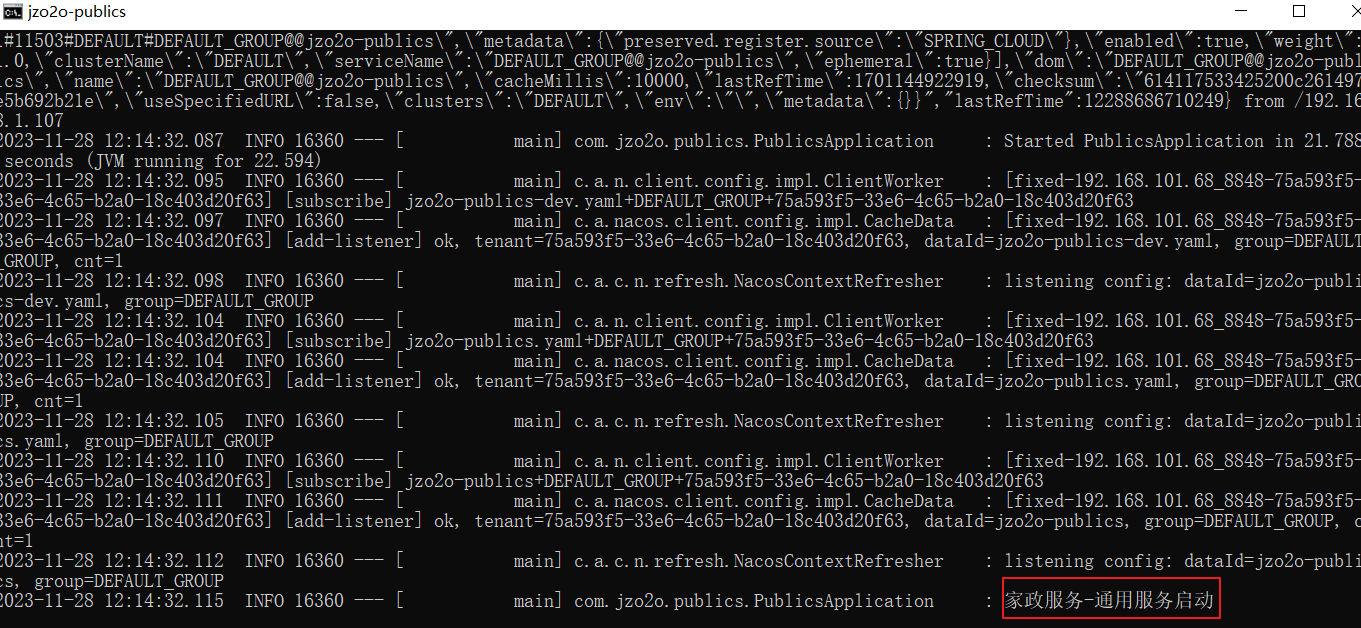 jzo2o-publics
#11503#DEFAULT#DEFAULT_GROUP@@jzo2o-publics\",\"metadata\":{\"preserved.register.source\":\"SPRING_CLOUD\"},\"enabled\":true,\"weight\":
.0,\"clusterName\":\"DEFAULT\",\"serviceName\":\"DEFAULT_GROUP@@jzo2o-publics\",\"ephemeral\":true}],\"dom\":\"DEFAULT_GROUP@@jzo2o-publ
cs\",\"name\":\"DEFAULT_GROUP@@jzo2o-publics\",\"cacheMillis\":10000,\"lastRefTime\":1701144922919,\"checksum\":\"614117533425200c261497
e5b692b21e\",\"useSpecifiedURL\":false,\"clusters\":\"DEFAULT\",\"env\":\"\",\"metadata\":{}}","lastRefTime":12288686710249} from /192.16
8.1.107
2023-11-28 12:14:32.087  INFO 16360 --- [           main] com.jzo2o.publics.PublicsApplication     : Started PublicsApplication in 21.788
 seconds (JVM running for 22.594)
2023-11-28 12:14:32.095  INFO 16360 --- [           main] c.a.n.client.config.impl.ClientWorker    : [fixed-192.168.101.68_8848-75a593f5-
33e6-4c65-b2a0-18c403d20f63] [subscribe] jzo2o-publics-dev.yaml+DEFAULT_GROUP+75a593f5-33e6-4c65-b2a0-18c403d20f63
2023-11-28 12:14:32.097  INFO 16360 --- [           main] c.a.nacos.client.config.impl.CacheData   : [fixed-192.168.101.68_8848-75a593f5-
33e6-4c65-b2a0-18c403d20f63] [add-listener] ok, tenant=75a593f5-33e6-4c65-b2a0-18c403d20f63, dataId=jzo2o-publics-dev.yaml, group=DEFAULT
_GROUP, cnt=1
2023-11-28 12:14:32.098  INFO 16360 --- [           main] c.a.c.n.refresh.NacosContextRefresher    : listening config: dataId=jzo2o-publi
cs-dev.yaml, group=DEFAULT_GROUP
2023-11-28 12:14:32.104  INFO 16360 --- [           main] c.a.n.client.config.impl.ClientWorker    : [fixed-192.168.101.68_8848-75a593f5-
33e6-4c65-b2a0-18c403d20f63] [subscribe] jzo2o-publics.yaml+DEFAULT_GROUP+75a593f5-33e6-4c65-b2a0-18c403d20f63
2023-11-28 12:14:32.104  INFO 16360 --- [           main] c.a.nacos.client.config.impl.CacheData   : [fixed-192.168.101.68_8848-75a593f5-
33e6-4c65-b2a0-18c403d20f63] [add-listener] ok, tenant=75a593f5-33e6-4c65-b2a0-18c403d20f63, dataId=jzo2o-publics.yaml, group=DEFAULT_GRO
UP, cnt=1
2023-11-28 12:14:32.105  INFO 16360 --- [           main] c.a.c.n.refresh.NacosContextRefresher    : listening config: dataId=jzo2o-publi
cs.yaml, group=DEFAULT_GROUP
2023-11-28 12:14:32.110  INFO 16360 --- [           main] c.a.n.client.config.impl.ClientWorker    : [fixed-192.168.101.68_8848-75a593f5-
33e6-4c65-b2a0-18c403d20f63] [subscribe] jzo2o-publics+DEFAULT_GROUP+75a593f5-33e6-4c65-b2a0-18c403d20f63
2023-11-28 12:14:32.111  INFO 16360 --- [           main] c.a.nacos.client.config.impl.CacheData   : [fixed-192.168.101.68_8848-75a593f5-
33e6-4c65-b2a0-18c403d20f63] [add-listener] ok, tenant=75a593f5-33e6-4c65-b2a0-18c403d20f63, dataId=jzo2o-publics, group=DEFAULT_GROUP, c
nt=1
2023-11-28 12:14:32.112  INFO 16360 --- [           main] c.a.c.n.refresh.NacosContextRefresher    : listening config: dataId=jzo2o-publi
cs, group=DEFAULT_GROUP
2023-11-28 12:14:32.115  INFO 16360 --- [           main] com.jzo2o.publics.PublicsApplication     : 家政服务-通用服务启动